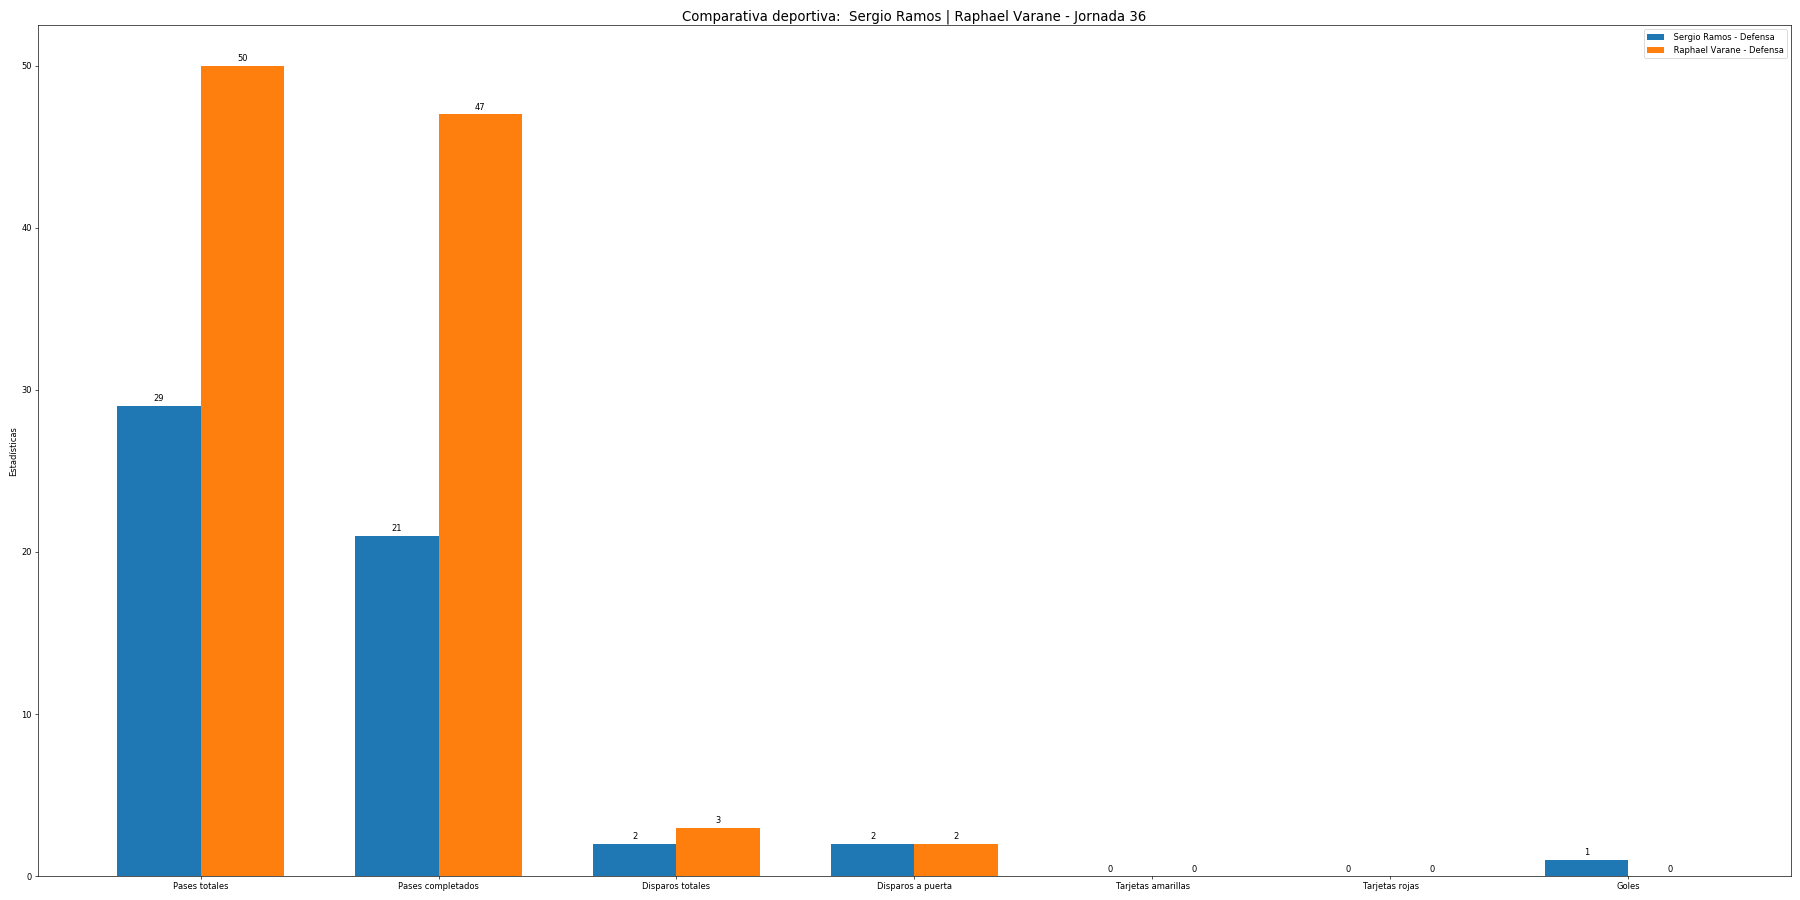 Comparativa deportiva:  Sergio Ramos | Raphael Varane - Jornada 36
Sergio Ramos - Defensa
Raphael Varane - Defensa
Estadísticas
50
40
30
20
10
0
29
50
21
47
2
3
2
2
0
0
0
0
1
0
Pases totales
Pases completados
Disparos totales
Disparos a puerta
Tarjetas amarillas
Tarjetas rojas
Goles